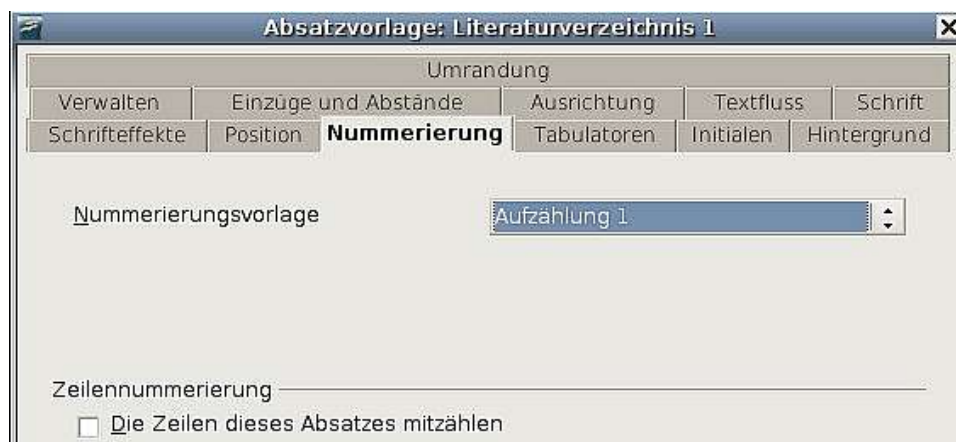 Absatzvorlage: Literaturverzeichnis 1
Umrandung
Verwalten Einzüge und Abstände Ausrichtung Textfluss Schrift
Schrifteffekte Position Nummerierung Tabulatoren Initialen Hintergrund
Nummerierungsvorlage Aufzählung 1
Zeilennummerierung
Die Zeilen dieses Absatzes mitzählen